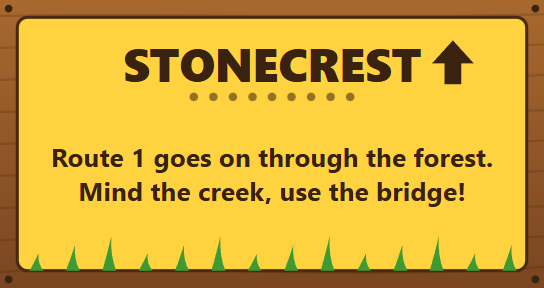 STONECREST
Route 1 goes on through the forest.
Mind the creek, use the bridge!